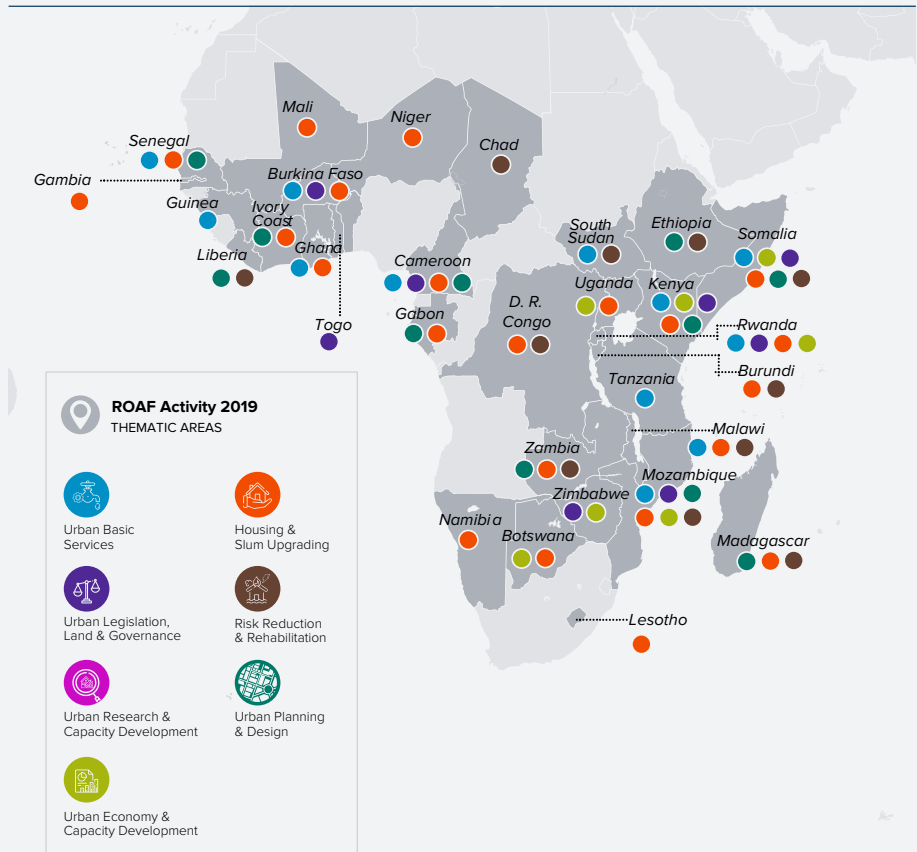 Mali
Niger
Senegal
Chad
Gambia
Burkina Faso
Guinea
Ivory
Coast
South
Sudan
Ethiopia
Somalia
Liberia
Ghana
Cameroon
Uganda
Kenya
D. R.
Congo
Gabon
Togo
Rwanda
Burundi
Tanzania
Malawi
Zambia
Mozambique
Zimbabwe
Namibia
Botswana
Madagascar
Lesotho
ROAF Activity 2019
THEMATIC AREAS
Urban Basic
Services
Housing &
Slum Upgrading
Urban Legislation,
Land & Governance
Risk Reduction
& Rehabilitation
Urban Research &
Capacity Development
Urban Planning
& Design
Urban Economy &
Capacity Development